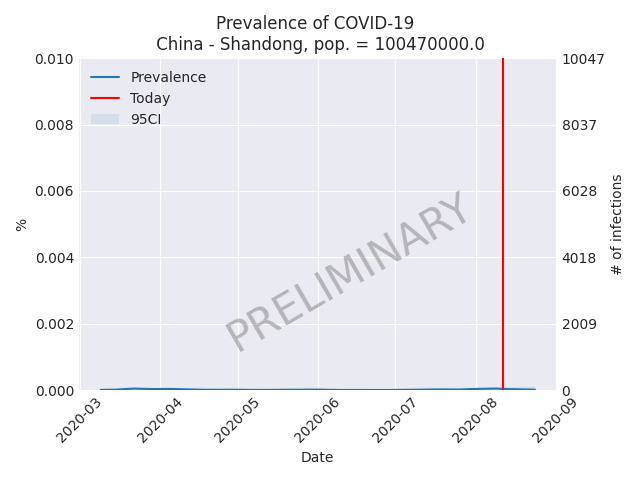 Prevalence of COVID-19
China - Shandong, pop. = 100470000.0
Prevalence
Today
95CI
0.010
0.008
0.006
0.004
0.002
0.000
%
10047
8037
6028
4018
2009
0
# of infections
PRELIMINARY
2020-03
2020-04
2020-05
2020-06
2020-07
2020-08
2020-09
Date